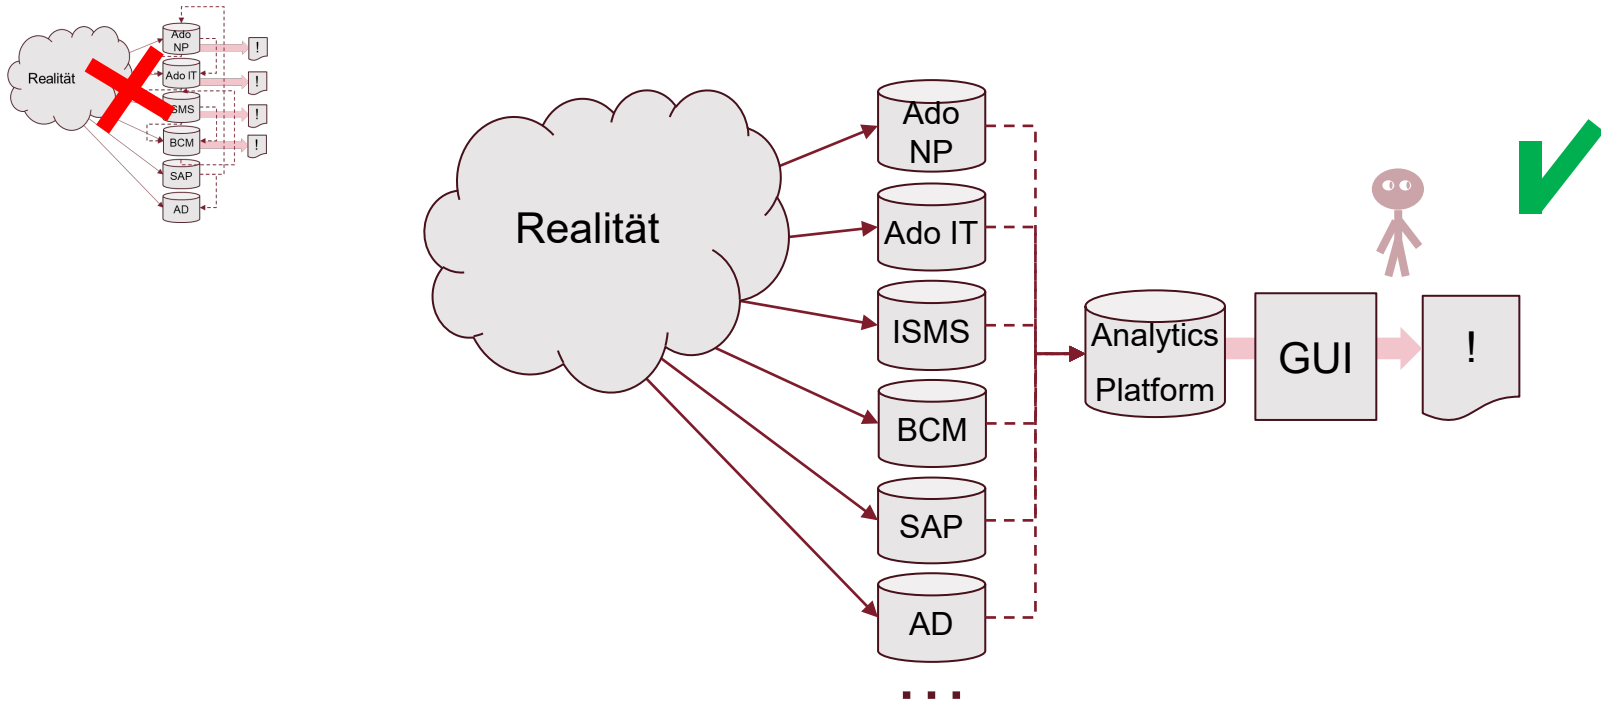 Realität
Ado
NP
!
Ado IT
!
ISMS
!
BCM
!
SAP
AD
Realität
Ado
NP
Ado IT
ISMS
BCM
SAP
AD
...
Analytics
Platform
GUI
!